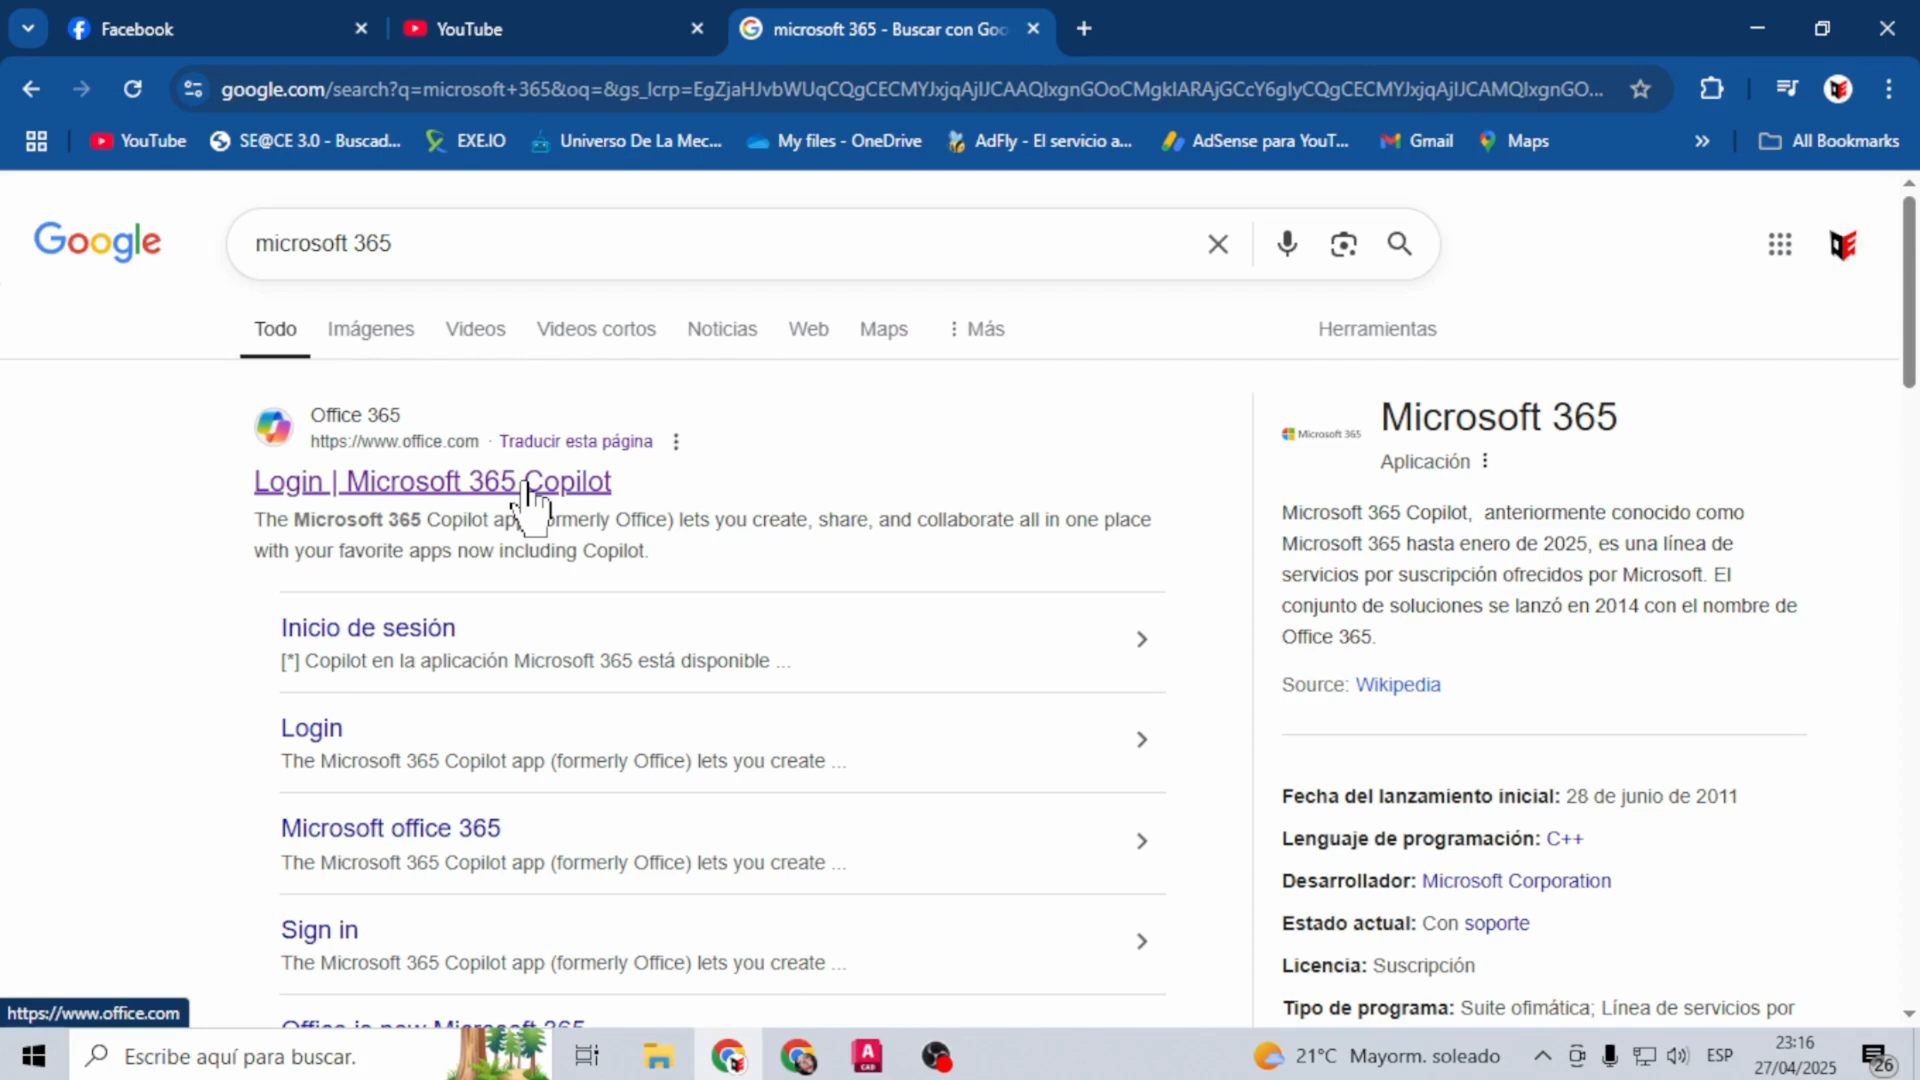 Facebook
YouTube
microsoft 365 - Buscar con Goo
google.com/search?q=microsoft+365&oq=&gs_lcrp=EgZjaHJvbWUqCQgCECMYJxjqAjIJCAAQIxgnGOoCMgkIARAjGCcY6gIyCQgCECMYJxjqAjIJCAMQIxgnGO...
YouTube
SE@CE 3.0 - Buscad...
EXE.IO
Universo De La Mec...
My files - OneDrive
AdFly - El servicio a...
AdSense para YouT...
Gmail
Maps
All Bookmarks
Google
microsoft 365
Todo
Imágenes
Videos
Videos cortos
Noticias
Web
Maps
Más
Herramientas
Office 365
https://www.office.com · Traducir esta página
Login | Microsoft 365 Copilot
The Microsoft 365 Copilot app (formerly Office) lets you create, share, and collaborate all in one place
with your favorite apps now including Copilot.
Inicio de sesión
[*] Copilot en la aplicación Microsoft 365 está disponible ...
Login
The Microsoft 365 Copilot app (formerly Office) lets you create ...
Microsoft office 365
The Microsoft 365 Copilot app (formerly Office) lets you create ...
Sign in
The Microsoft 365 Copilot app (formerly Office) lets you create ...
Office is now Microsoft 365
Microsoft 365
Microsoft 365
Aplicación
Microsoft 365 Copilot, anteriormente conocido como
Microsoft 365 hasta enero de 2025, es una línea de
servicios por suscripción ofrecidos por Microsoft. El
conjunto de soluciones se lanzó en 2014 con el nombre de
Office 365.
Source: Wikipedia
Fecha del lanzamiento inicial: 28 de junio de 2011
Lenguaje de programación: C++
Desarrollador: Microsoft Corporation
Estado actual: Con soporte
Licencia: Suscripción
Tipo de programa: Suite ofimática; Línea de servicios por
https://www.office.com
Escribe aquí para buscar.
A
CAD
21°C Mayorm. soleado
ESP
23:16
27/04/2025
26